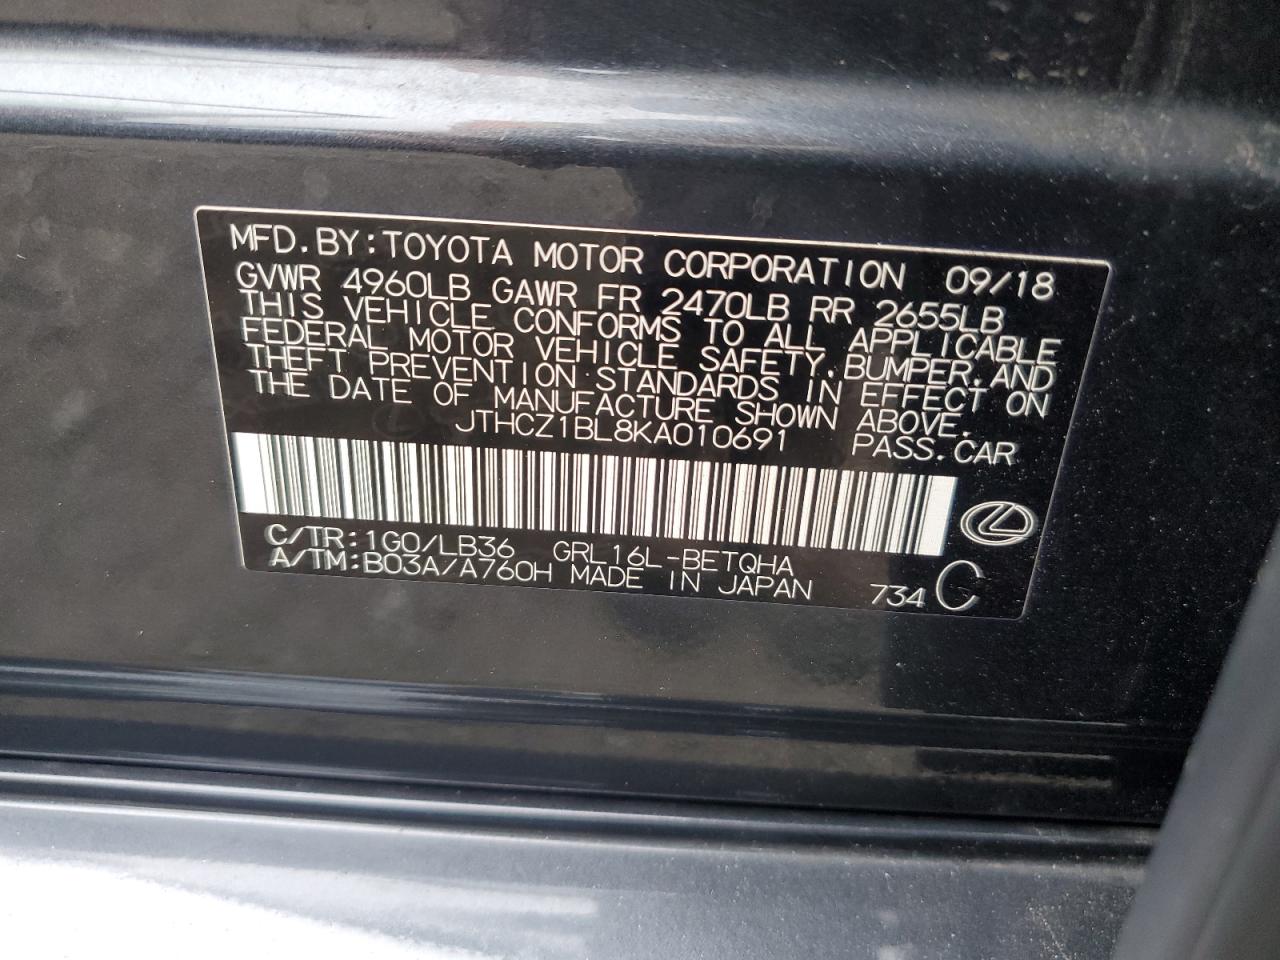 MFD.BY:TOYOTA MOTOR CORPORATION 09/18
GVWR 4960LB GAWR FR 2470LB RR 2655LB
THIS VEHICLE CONFORMS TO ALL APPLICABLE
FEDERAL MOTOR VEHICLE SAFETY,BUMPER,AND
THEFT PREVENTION STANDARDS IN EFFECT ON
THE DATE OF MANUFACTURE SHOWN ABOVE.
JTHCZ1BL8KA010691 PASS.CAR
C/TR:1G0/LB36 GRL16L-BETQHA
A/TM:B03A/A760H MADE IN JAPAN 734 C